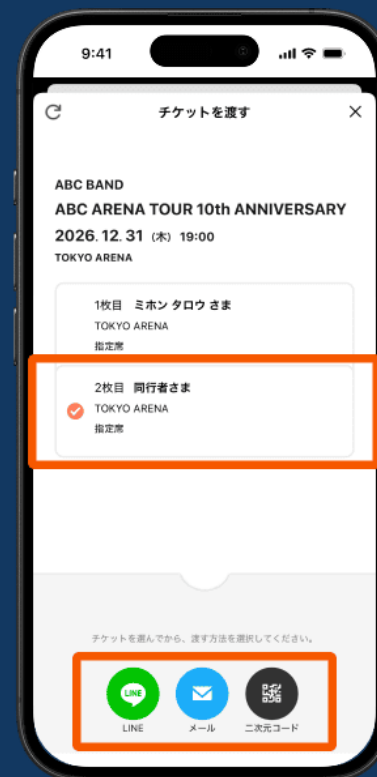 9:41
チケットを渡す
ABC BAND
ABC ARENA TOUR 10th ANNIVERSARY
2026.12.31 (木) 19:00
TOKYO ARENA
1枚目 ミホン タロウ さま
TOKYO ARENA
指定席
2枚目 同行者さま
TOKYO ARENA
指定席
チケットを選んでから、渡す方法を選択してください。
LINE
LINE メール 二次元コード